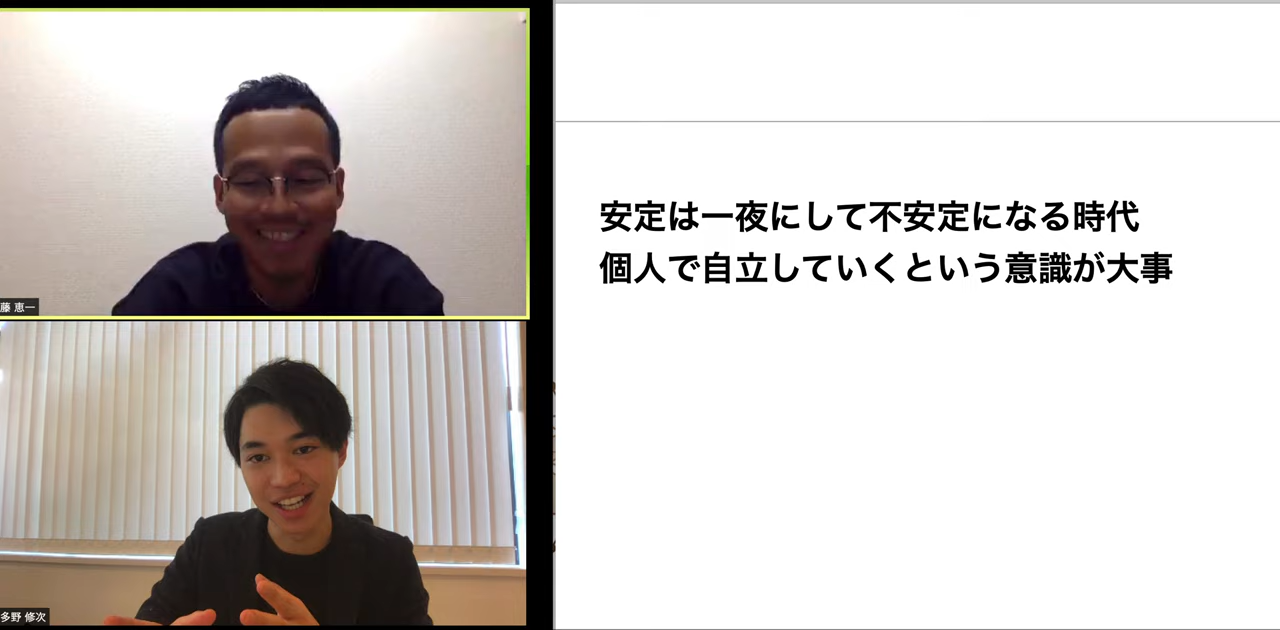 藤 恵一
多野 修次
安定は一夜にして不安定になる時代
個人で自立していくという意識が大事